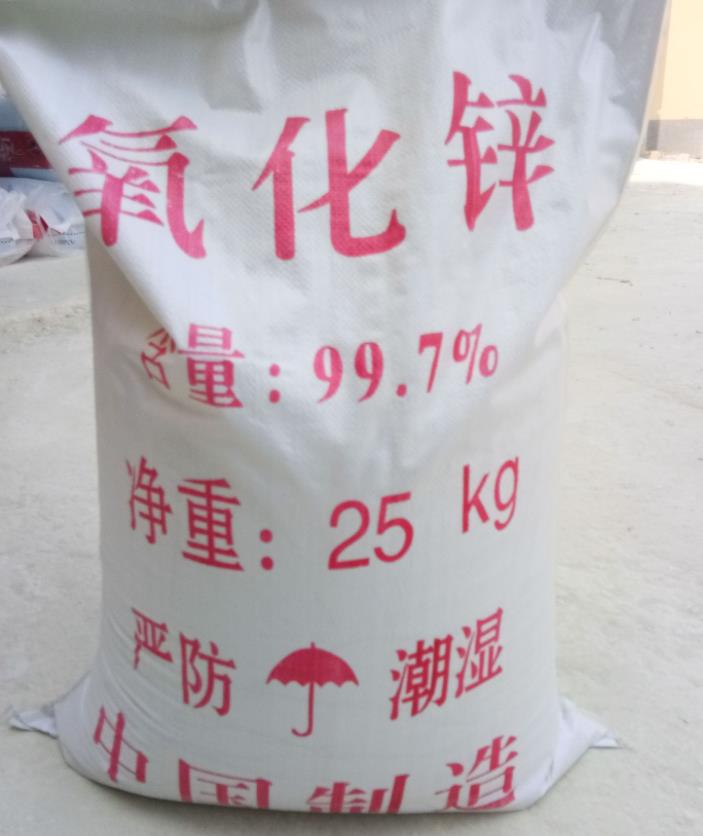 氧化锌
含量：99.7%
净重：25 kg
严防 潮湿
中国制造